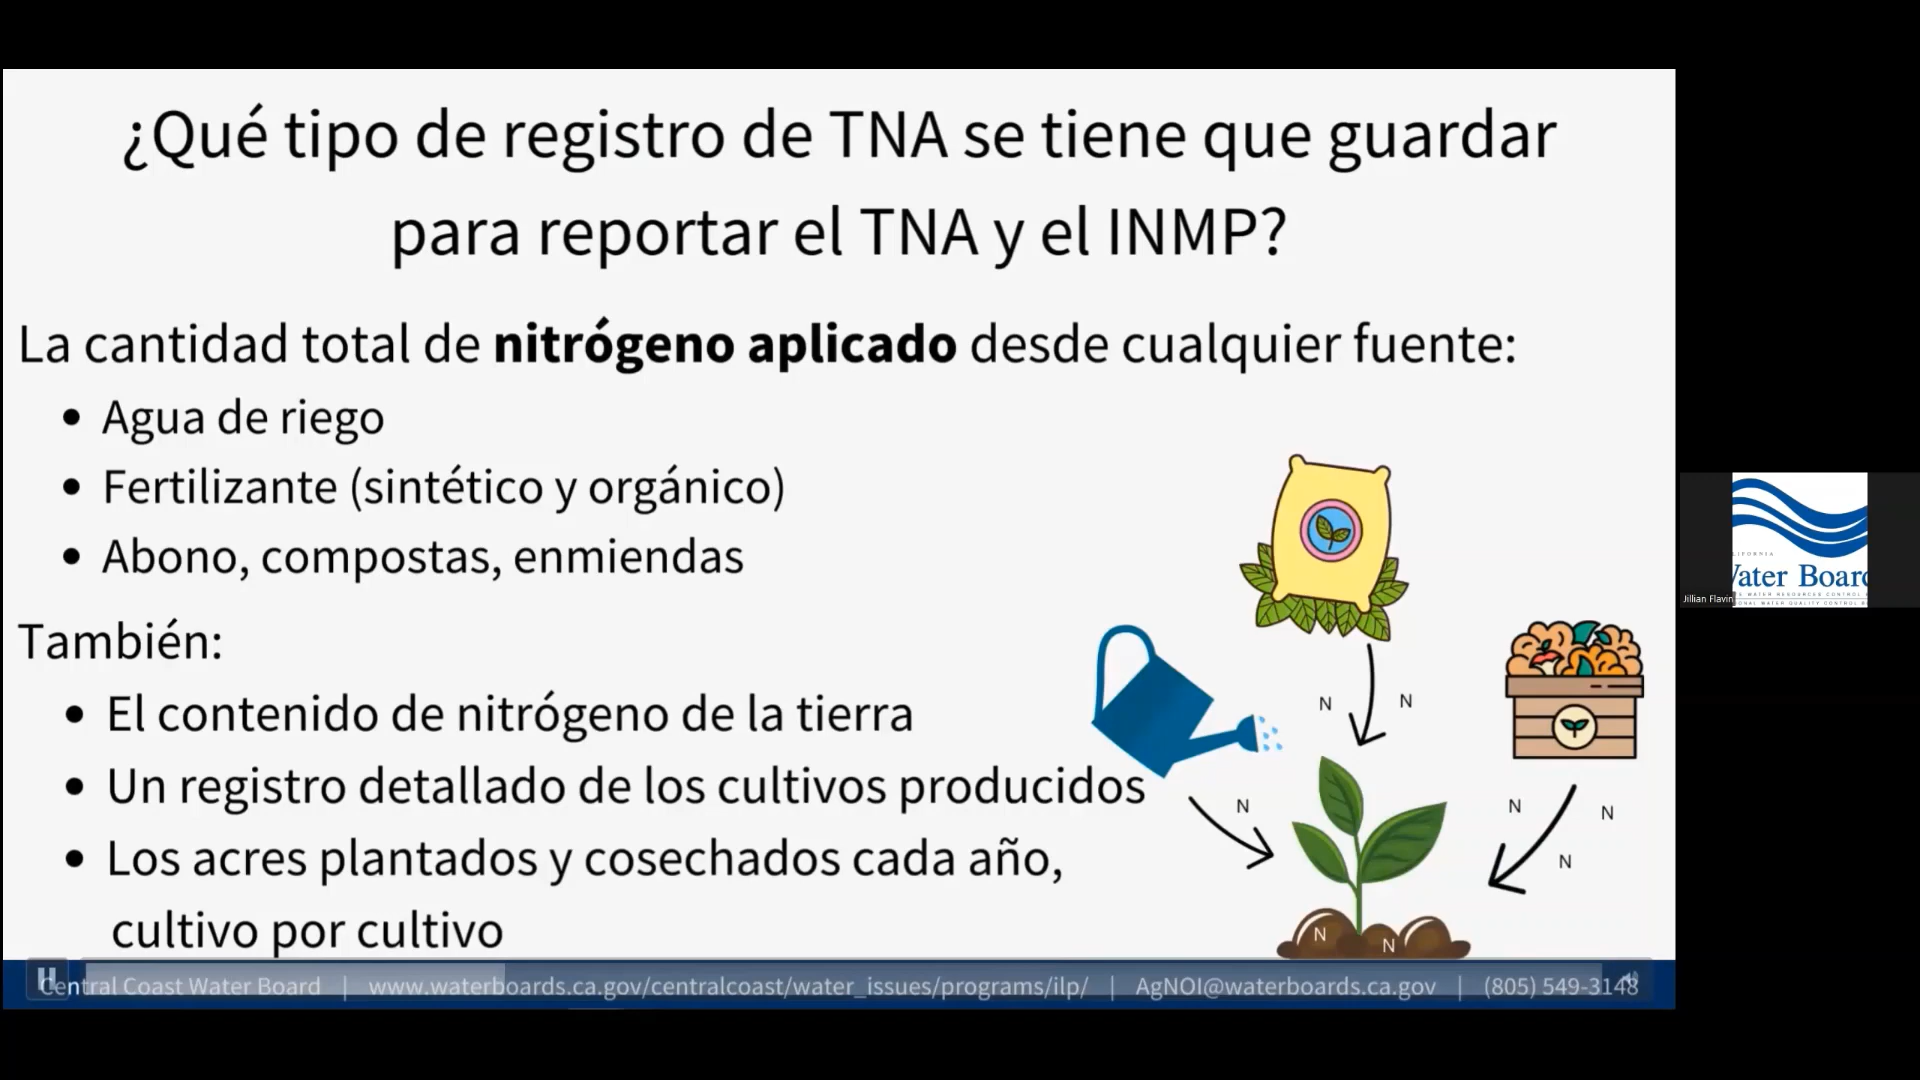 ¿Qué tipo de registro de TNA se tiene que guardar
para reportar el TNA y el INMP?
La cantidad total de nitrógeno aplicado desde cualquier fuente:
• Agua de riego
• Fertilizante (sintético y orgánico)
• Abono, compostas, enmiendas
También:
• El contenido de nitrógeno de la tierra
• Un registro detallado de los cultivos producidos
• Los acres plantados y cosechados cada año,
cultivo por cultivo
N N
N
N N
N
N N
Central Coast Water Board | www.waterboards.ca.gov/centralcoast/water_issues/programs/ilp/ | AgNOI@waterboards.ca.gov | (805) 549-3148
LIFORNIA
Water Board
Jillian Flavin